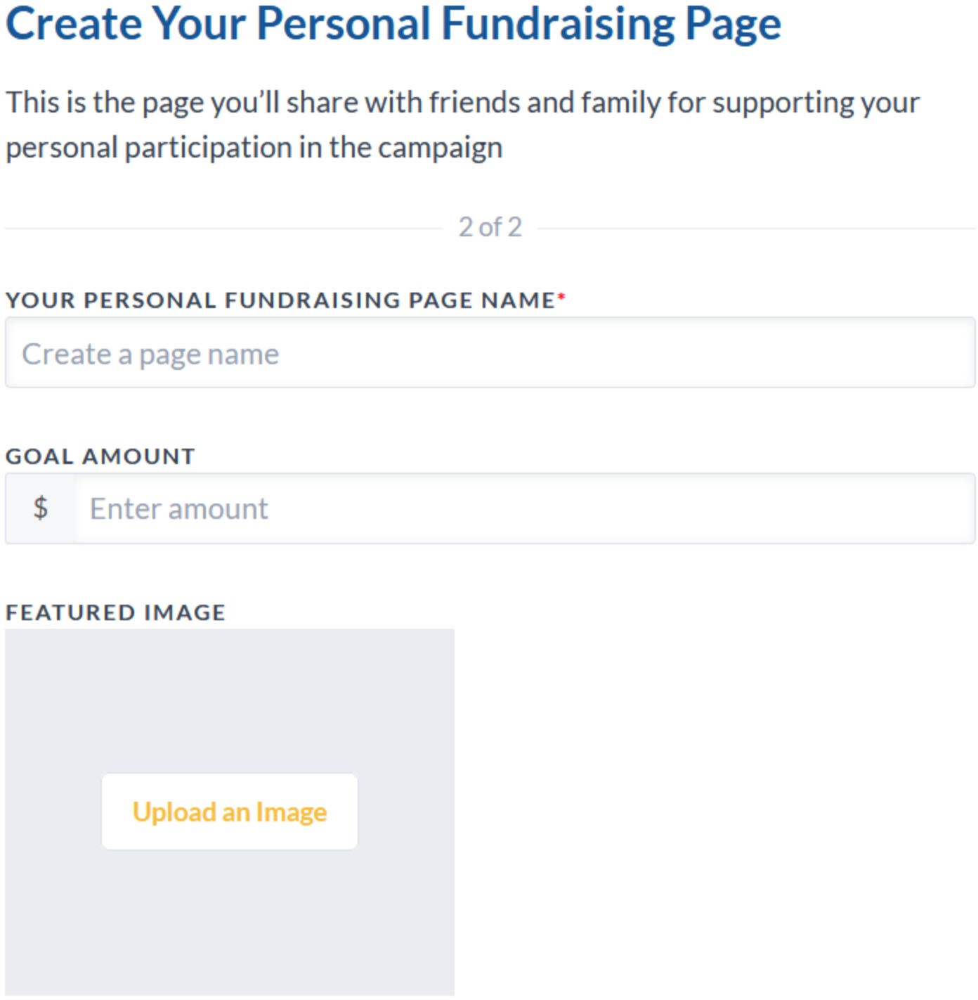 Create Your Personal Fundraising Page
This is the page you’ll share with friends and family for supporting your
personal participation in the campaign
2 of 2
YOUR PERSONAL FUNDRAISING PAGE NAME*
Create a page name
GOAL AMOUNT
$ Enter amount
FEATURED IMAGE
Upload an Image